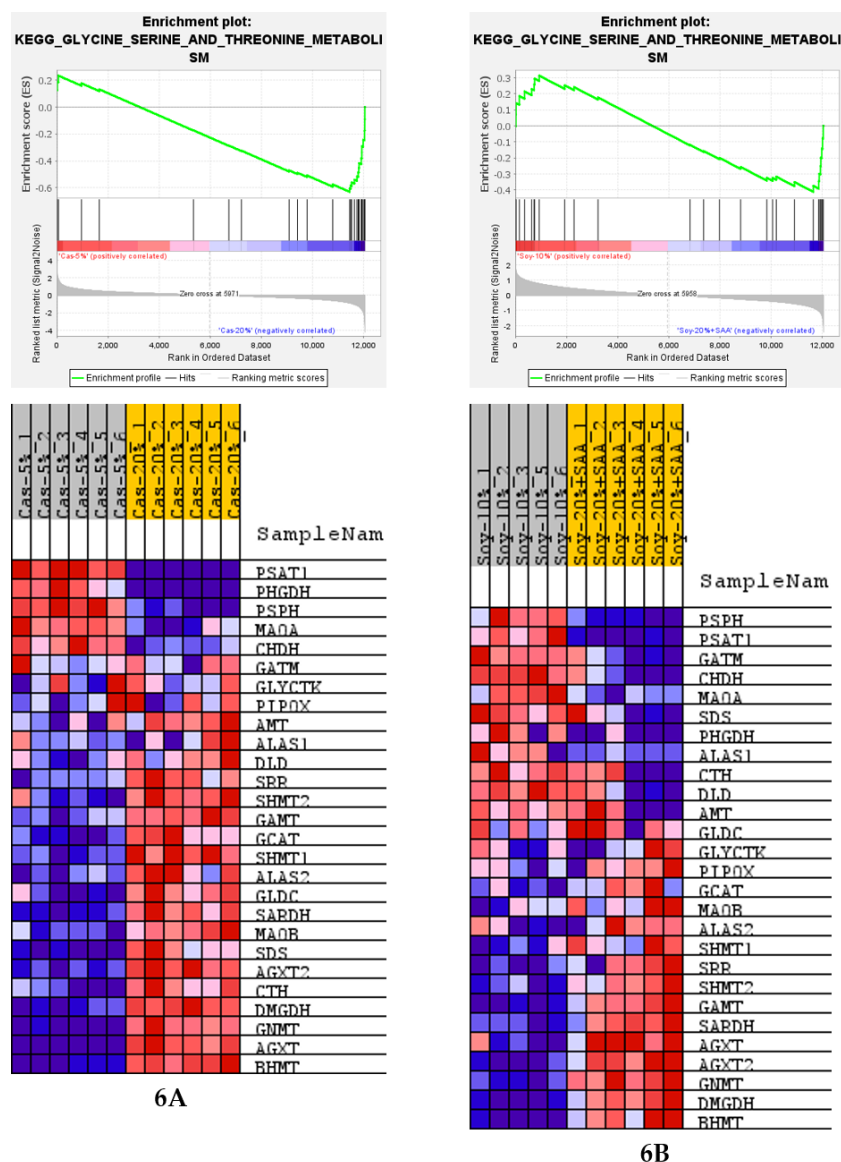 Enrichment plot:
KEGG_GLYCINE_SERINE_AND_THREONINE_METABOLI
SM
Enrichment score (ES)
0.2
0.0
-0.2
-0.4
-0.6
'Cas-5%' (positively correlated)
Ranked list metric (Signal2Noise)
4
2
0
-2
-4
Zero cross at 5971
'Cas-20%' (negatively correlated)
0 2,000 4,000 6,000 8,000 10,000 12,000
Rank in Ordered Dataset
Enrichment profile Hits Ranking metric scores
Cas-5%_1
Cas-5%_2
Cas-5%_3
Cas-5%_4
Cas-5%_5
Cas-5%_6
Cas-20%_1
Cas-20%_2
Cas-20%_3
Cas-20%_4
Cas-20%_5
Cas-20%_6
SampleNam
PSAT1
PHGDH
PSPH
MAOA
CHDH
GATM
GLYCTK
PIPOX
AMT
ALAS1
DLD
SRR
SHMT2
GAMT
GCAT
SHMT1
ALAS2
GLDC
SARDH
MAOB
SDS
AGXT2
CTH
DMGDH
GNMT
AGXT
BHMT
6A
Enrichment plot:
KEGG_GLYCINE_SERINE_AND_THREONINE_METABOLI
SM
Enrichment score (ES)
0.3
0.2
0.1
0.0
-0.1
-0.2
-0.3
-0.4
'Soy-10%' (positively correlated)
Ranked list metric (Signal2Noise)
2
1
0
-1
-2
Zero cross at 5958
'Soy-20%+SAA' (negatively correlated)
0 2,000 4,000 6,000 8,000 10,000 12,000
Rank in Ordered Dataset
Enrichment profile Hits Ranking metric scores
Soy-10%_1
Soy-10%_2
Soy-10%_3
Soy-10%_5
Soy-10%_6
Soy-20%+SAA_1
Soy-20%+SAA_2
Soy-20%+SAA_3
Soy-20%+SAA_4
Soy-20%+SAA_5
Soy-20%+SAA_6
SampleNam
PSPH
PSAT1
GATM
CHDH
MAOA
SDS
PHGDH
ALAS1
CTH
DLD
AMT
GLDC
GLYCTK
PIPOX
GCAT
MAOB
ALAS2
SHMT1
SRR
SHMT2
GAMT
SARDH
AGXT
AGXT2
GNMT
DMGDH
BHMT
6B